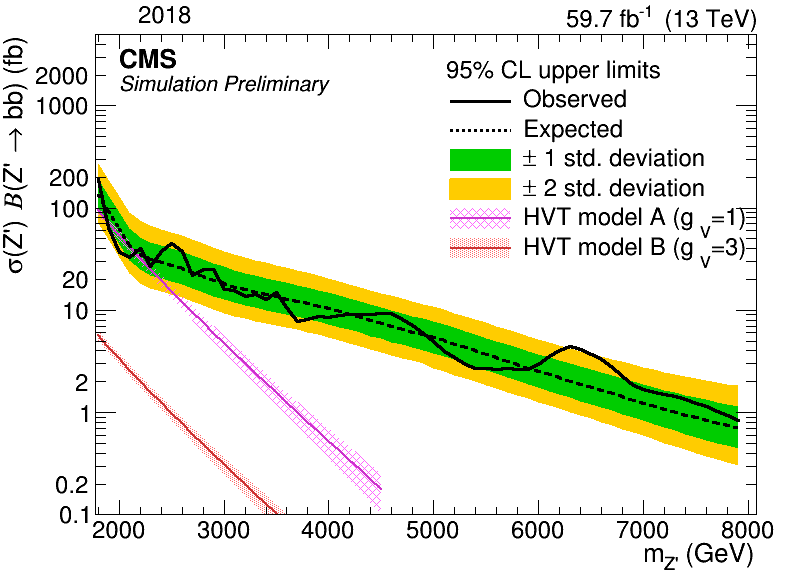 2018
59.7 fb⁻¹ (13 TeV)
CMS
Simulation Preliminary
95% CL upper limits
Observed
Expected
± 1 std. deviation
± 2 std. deviation
HVT model A (g_V=1)
HVT model B (g_V=3)
σ(Z') B(Z' → bb) (fb)
2000
1000
200
100
20
10
2
1
0.2
0.1
2000 3000 4000 5000 6000 7000 8000
m_Z' (GeV)